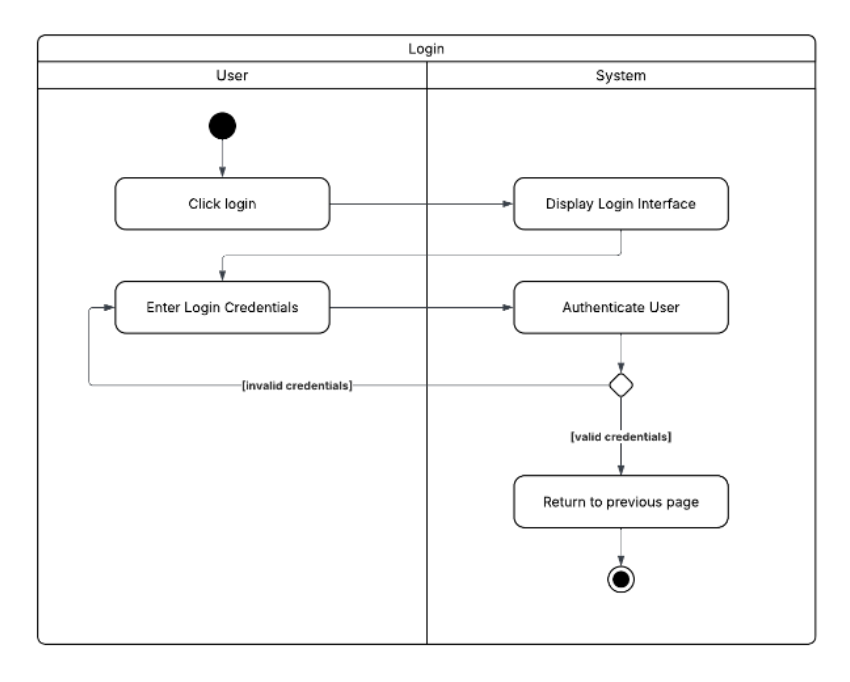 Login
User
System
Click login
Display Login Interface
Enter Login Credentials
Authenticate User
[invalid credentials]
[valid credentials]
Return to previous page